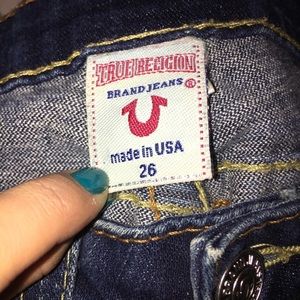 TRUE RELIGION
BRAND JEANS ®
made in USA
26